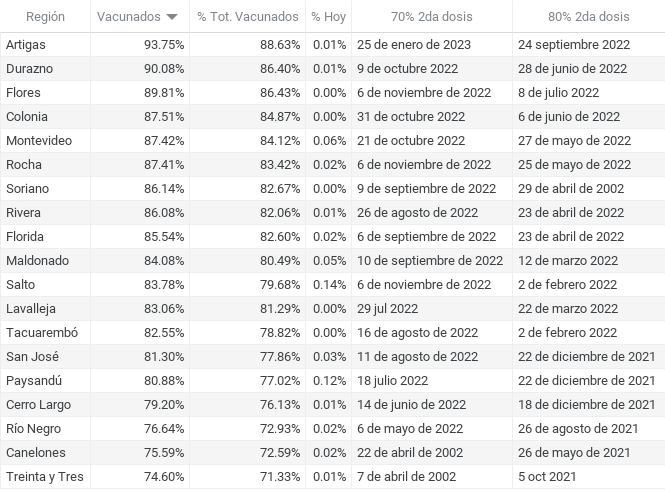 Región Vacunados % Tot. Vacunados % Hoy 70% 2da dosis 80% 2da dosis
Artigas 93.75% 88.63% 0.01% 25 de enero de 2023 24 septiembre 2022
Durazno 90.08% 86.40% 0.01% 9 de octubre 2022 28 de junio de 2022
Flores 89.81% 86.43% 0.00% 6 de noviembre de 2022 8 de julio 2022
Colonia 87.51% 84.87% 0.00% 31 de octubre 2022 6 de junio de 2022
Montevideo 87.42% 84.12% 0.06% 21 de octubre 2022 27 de mayo de 2022
Rocha 87.41% 83.42% 0.02% 6 de noviembre de 2022 25 de mayo de 2022
Soriano 86.14% 82.67% 0.00% 9 de septiembre de 2022 29 de abril de 2002
Rivera 86.08% 82.06% 0.01% 26 de agosto de 2022 23 de abril de 2022
Florida 85.54% 82.60% 0.02% 6 de septiembre de 2022 23 de abril de 2022
Maldonado 84.08% 80.49% 0.05% 10 de septiembre de 2022 12 de marzo 2022
Salto 83.78% 79.68% 0.14% 6 de noviembre de 2022 2 de febrero 2022
Lavalleja 83.06% 81.29% 0.00% 29 jul 2022 22 de marzo de 2022
Tacuarembó 82.55% 78.82% 0.00% 16 de agosto de 2022 2 de febrero 2022
San José 81.30% 77.86% 0.03% 11 de agosto de 2022 22 de diciembre de 2021
Paysandú 80.88% 77.02% 0.12% 18 julio 2022 22 de diciembre de 2021
Cerro Largo 79.20% 76.13% 0.01% 14 de junio de 2022 18 de diciembre de 2021
Río Negro 76.64% 72.93% 0.02% 6 de mayo de 2022 26 de agosto de 2021
Canelones 75.59% 72.59% 0.02% 22 de abril de 2002 26 de mayo de 2021
Treinta y Tres 74.60% 71.33% 0.01% 7 de abril de 2002 5 oct 2021